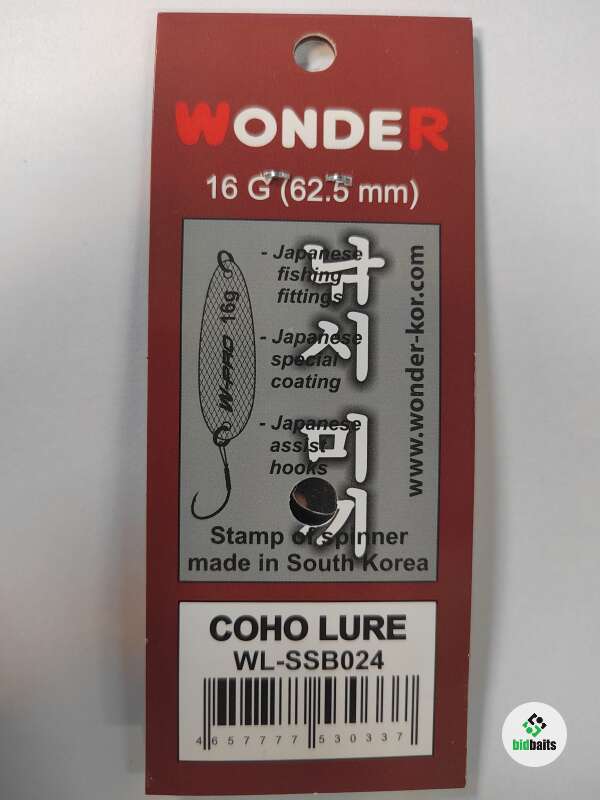 WONDER
16 G (62.5 mm)
- Japanese
fishing
fittings
- Japanese
special
coating
- Japanese
assist
hooks
낚시 미끼
16g
W-PRO
www.wonder-kor.com
Stamp of spinner
made in South Korea
COHO LURE
WL-SSB024
4 657777 530337
bidbaits